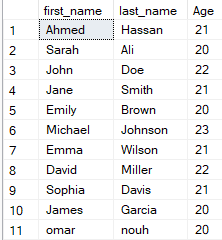 first_name last_name Age
1 Ahmed Hassan 21
2 Sarah Ali 20
3 John Doe 22
4 Jane Smith 21
5 Emily Brown 20
6 Michael Johnson 23
7 Emma Wilson 21
8 David Miller 22
9 Sophia Davis 21
10 James Garcia 20
11 omar nouh 20